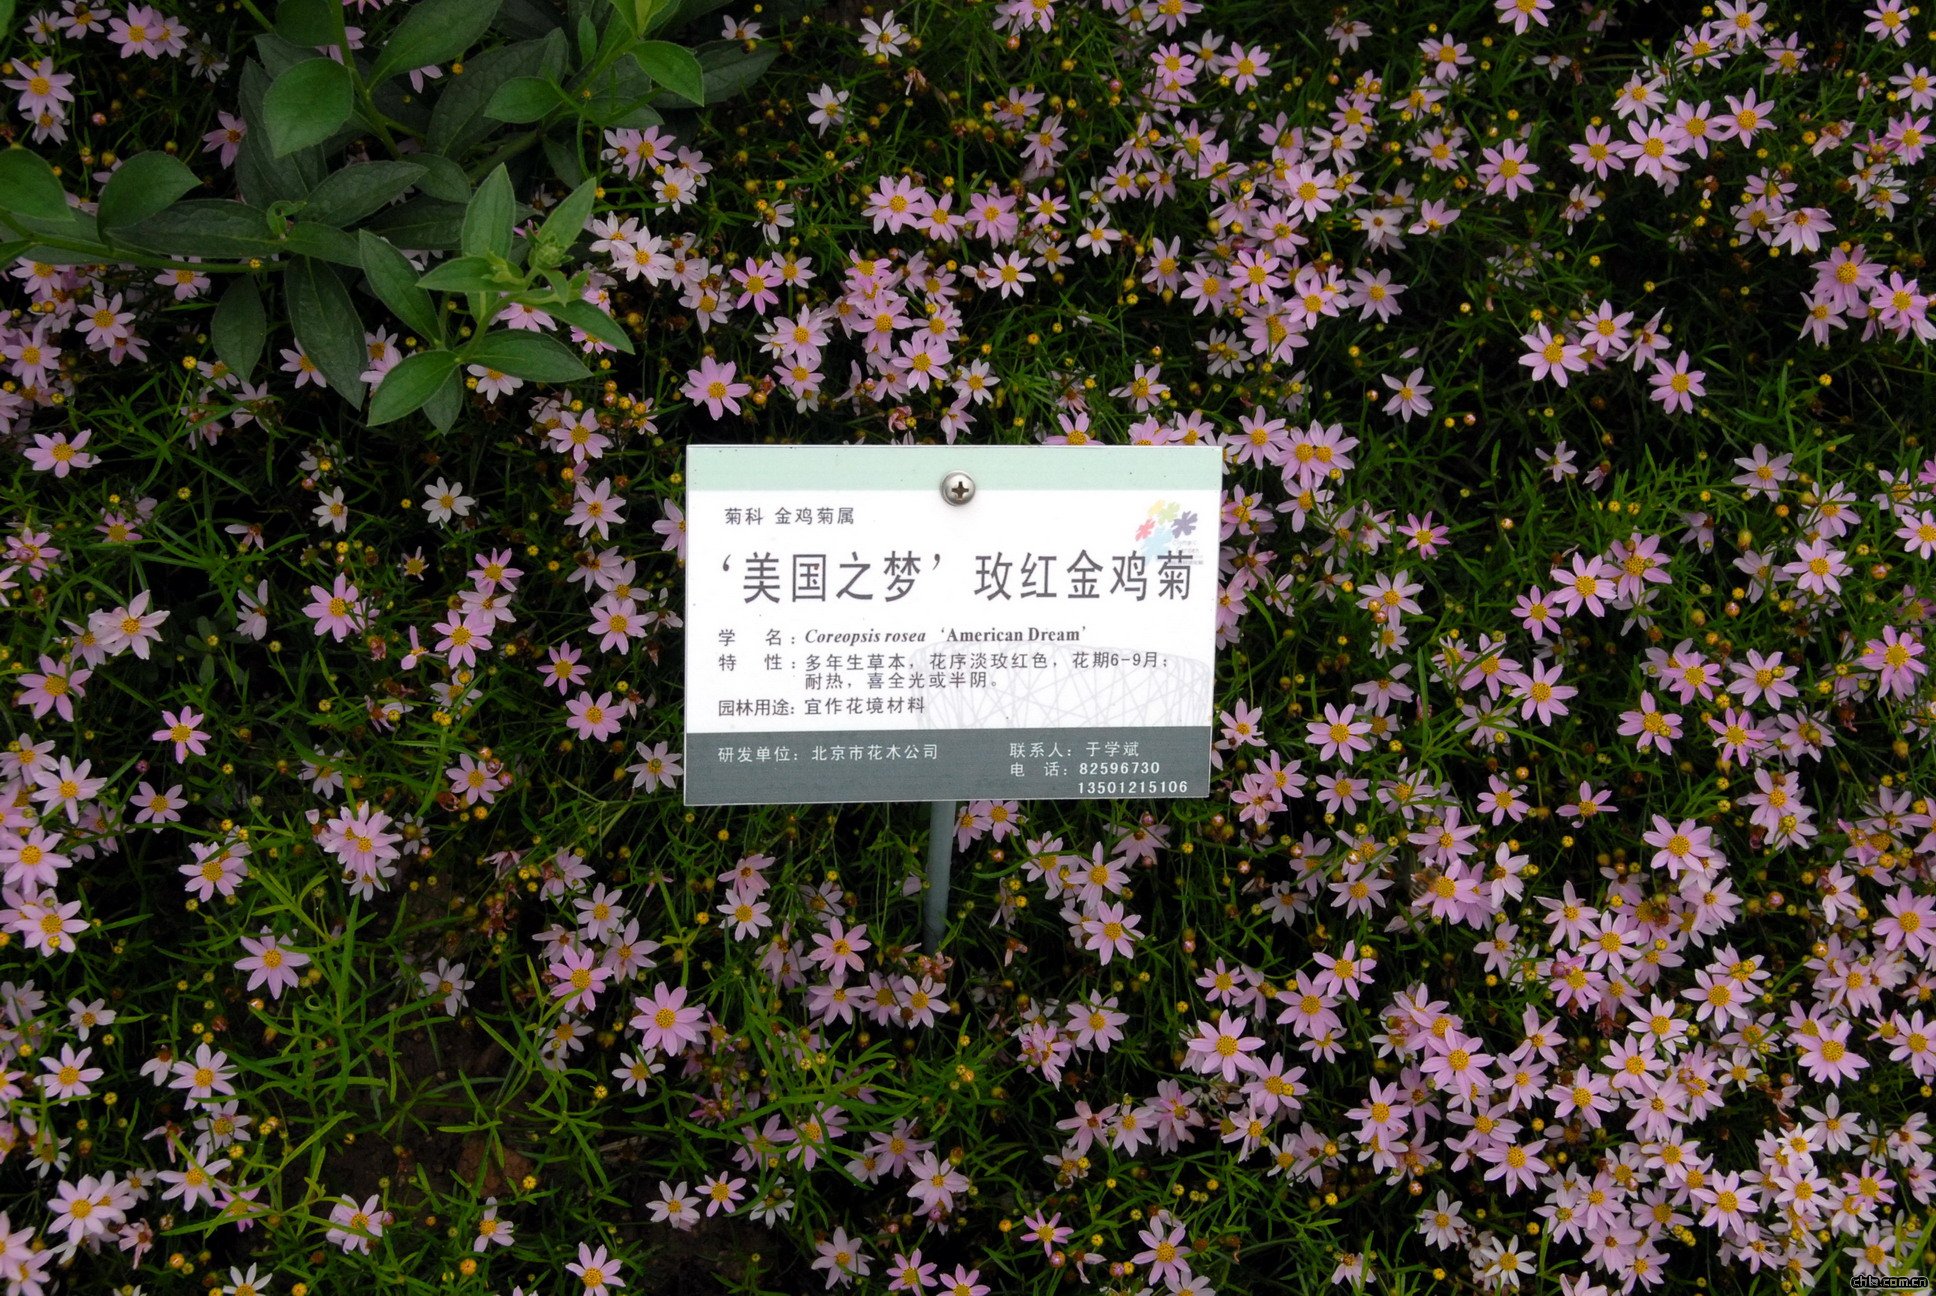 菊科 金鸡菊属
‘美国之梦’ 玫红金鸡菊
学 名：Coreopsis rosea ‘American Dream’
特 性：多年生草本，花序淡玫红色，花期6-9月；
耐热，喜全光或半阴。
园林用途：宜作花境材料
研发单位：北京市花木公司
联系人：于学斌
电 话：82596730
13501215106
chla.com.cn